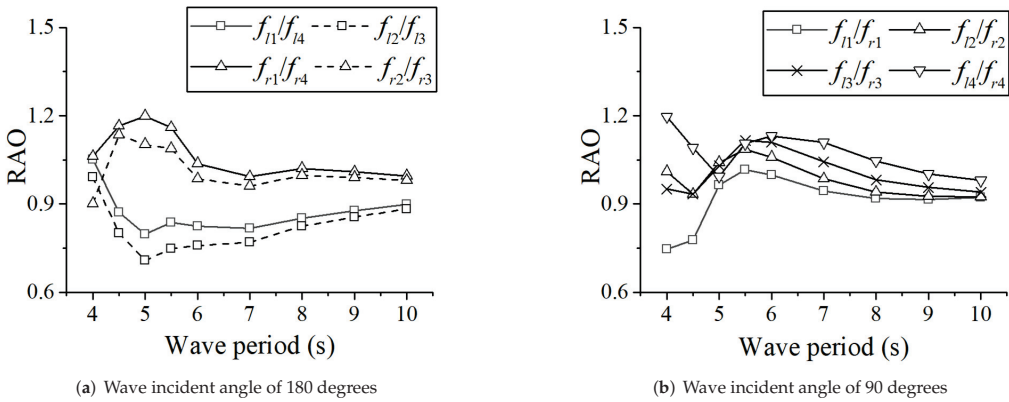 1.5
1.2
0.9
0.6
RAO
f_l1/f_l4 f_l2/f_l3
f_r1/f_r4 f_r2/f_r3
4 5 6 7 8 9 10
Wave period (s)
(a) Wave incident angle of 180 degrees
1.5
1.2
0.9
0.6
RAO
f_l1/f_r1 f_l2/f_r2
f_l3/f_r3 f_l4/f_r4
4 5 6 7 8 9 10
Wave period (s)
(b) Wave incident angle of 90 degrees